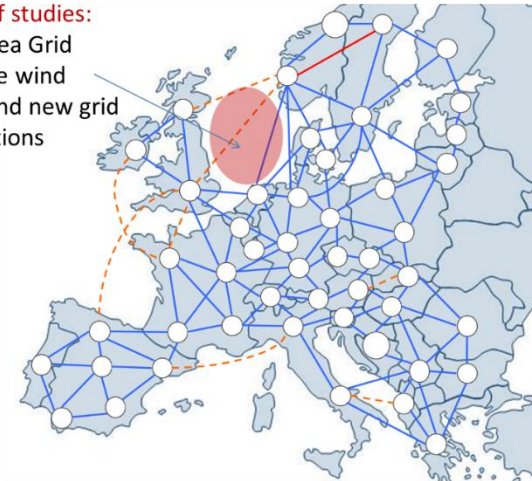 f studies:
ea Grid
e wind
nd new grid
tions